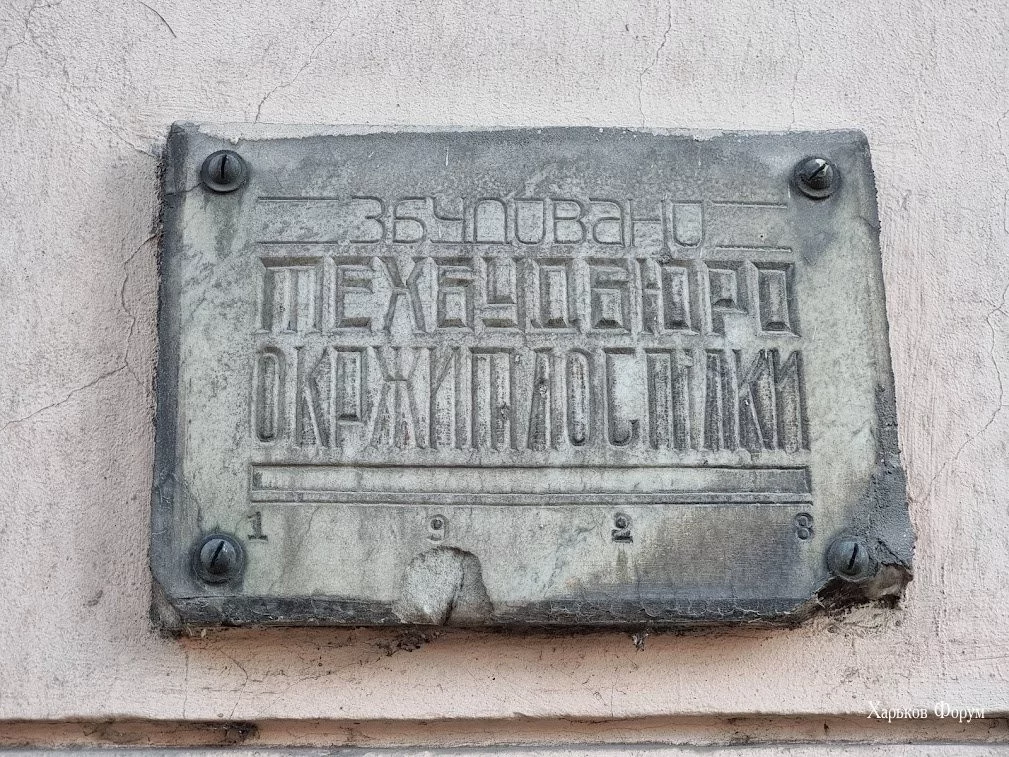 збудовано
ТЕХБУДБЮРО
ОКРЖИТЛОСПІЛКИ
1928
Харьков Форум